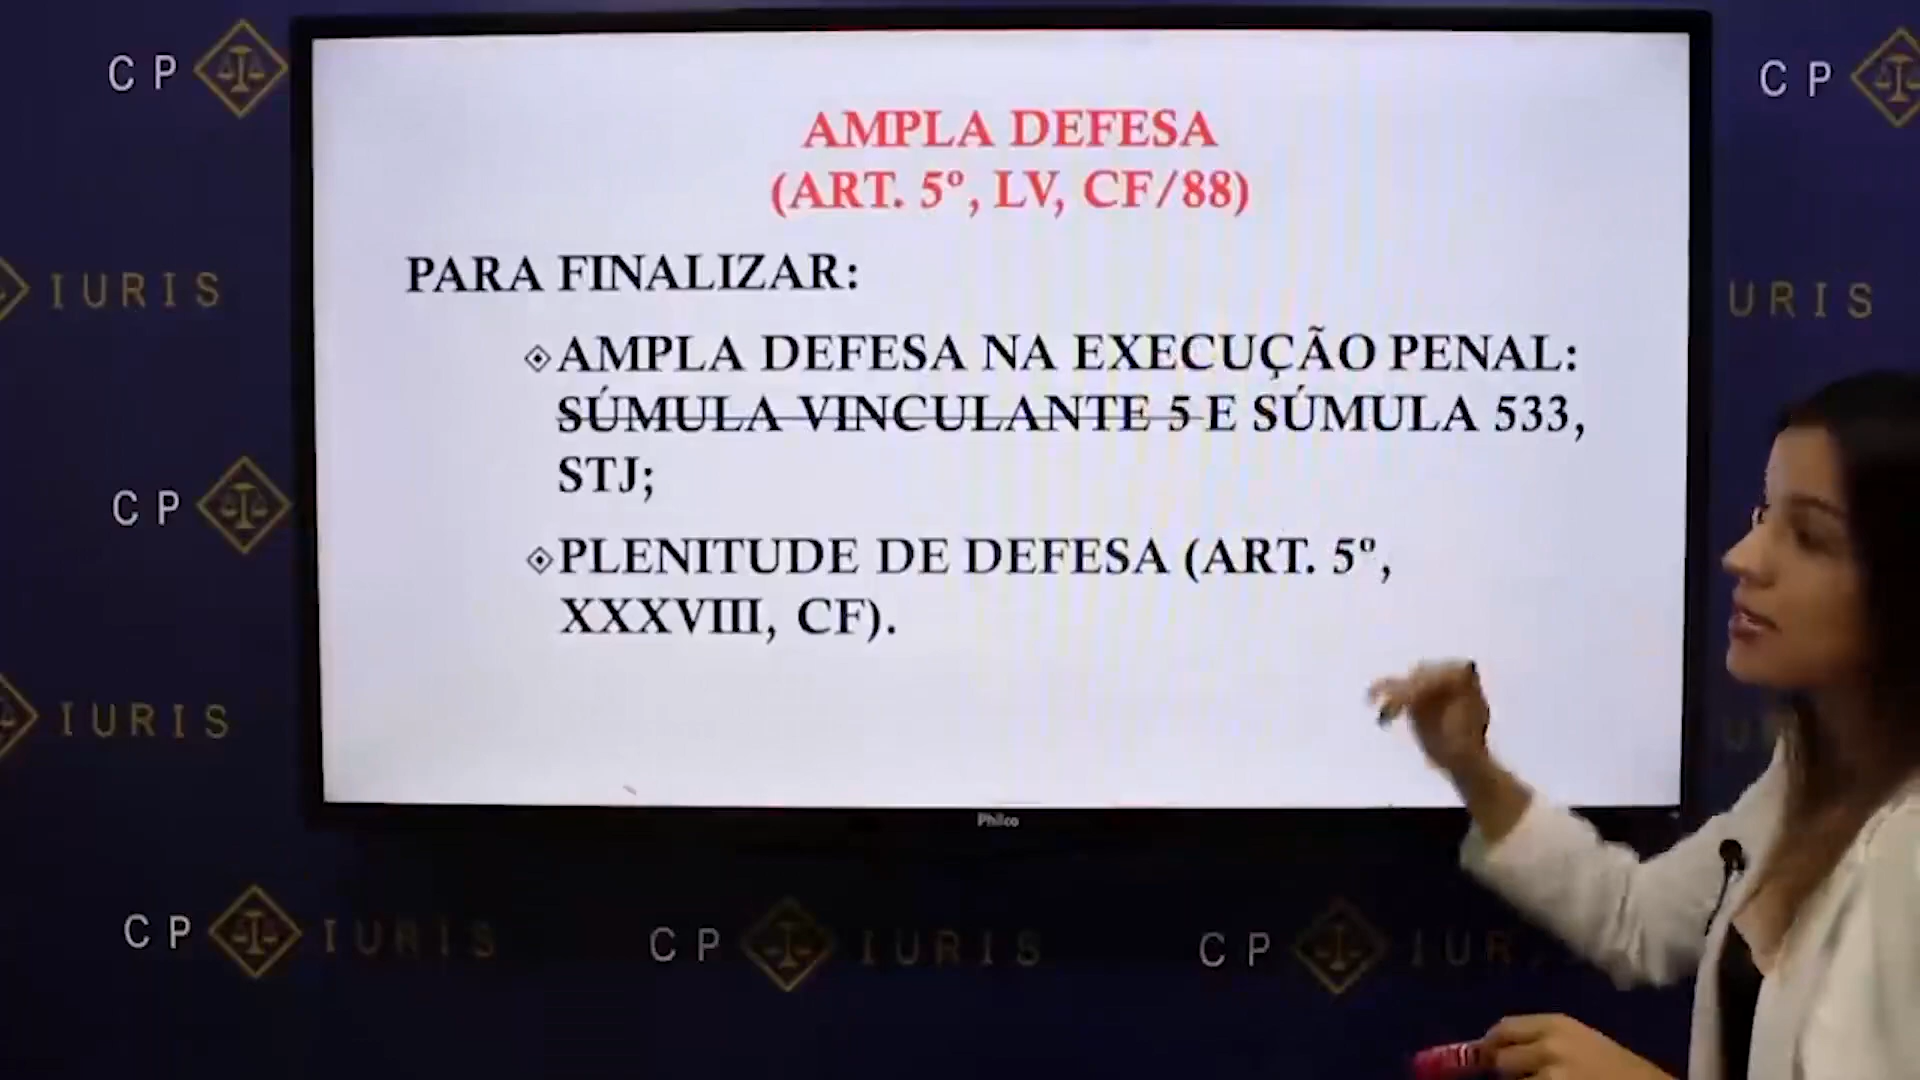 CP
CP
AMPLA DEFESA
(ART. 5º, LV, CF/88)
PARA FINALIZAR:
IURIS
URIS
AMPLA DEFESA NA EXECUÇÃO PENAL:
SÚMULA VINCULANTE 5 E SÚMULA 533,
STJ;
CP
PLENITUDE DE DEFESA (ART. 5º,
XXXVIII, CF).
IURIS
Philco
CP IURIS CP IURIS CP IUR